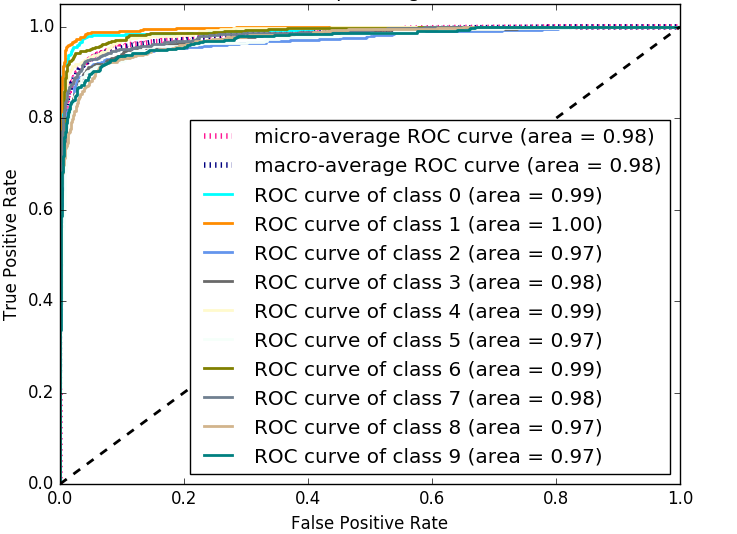 1.0
0.8
0.6
0.4
0.2
0.0
True Positive Rate
micro-average ROC curve (area = 0.98)
macro-average ROC curve (area = 0.98)
ROC curve of class 0 (area = 0.99)
ROC curve of class 1 (area = 1.00)
ROC curve of class 2 (area = 0.97)
ROC curve of class 3 (area = 0.98)
ROC curve of class 4 (area = 0.99)
ROC curve of class 5 (area = 0.97)
ROC curve of class 6 (area = 0.99)
ROC curve of class 7 (area = 0.98)
ROC curve of class 8 (area = 0.97)
ROC curve of class 9 (area = 0.97)
0.0 0.2 0.4 0.6 0.8 1.0
False Positive Rate